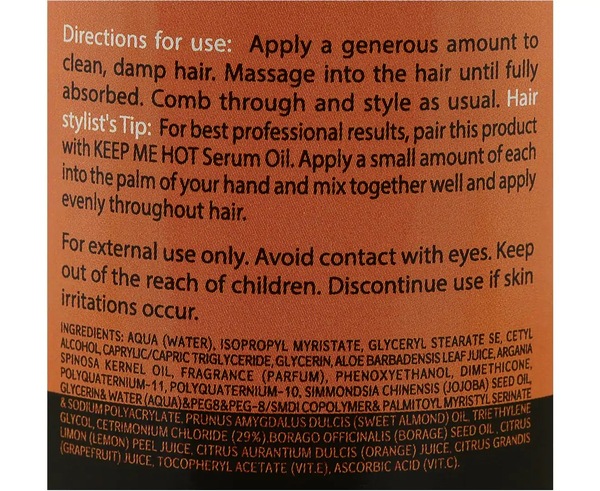 Directions for use: Apply a generous amount to
clean, damp hair. Massage into the hair until fully
absorbed. Comb through and style as usual. Hair
stylist's Tip: For best professional results, pair this product
with KEEP ME HOT Serum Oil. Apply a small amount of each
into the palm of your hand and mix together well and apply
evenly throughout hair.
For external use only. Avoid contact with eyes. Keep
out of the reach of children. Discontinue use if skin
irritations occur.
INGREDIENTS: AQUA (WATER), ISOPROPYL MYRISTATE, GLYCERYL STEARATE SE, CETYL
ALCOHOL, CAPRYLIC/CAPRIC TRIGLYCERIDE, GLYCERIN, ALOE BARBADENSIS LEAF JUICE, ARGANIA
SPINOSA KERNEL OIL, FRAGRANCE (PARFUM), PHENOXYETHANOL, DIMETHICONE,
POLYQUATERNIUM-11, POLYQUATERNIUM-10, SIMMONDSIA CHINENSIS (JOJOBA) SEED OIL,
GLYCERIN & WATER (AQUA)&PEG8&PEG-8/SMDI COPOLYMER& PALMITOYL MYRISTYL SERINATE
& SODIUM POLYACRYLATE, PRUNUS AMYGDALUS DULCIS (SWEET ALMOND) OIL, TRIETHYLENE
GLYCOL, CETRIMONIUM CHLORIDE (29%),BORAGO OFFICINALIS (BORAGE) SEED OIL , CITRUS
LIMON (LEMON) PEEL JUICE, CITRUS AURANTIUM DULCIS (ORANGE) JUICE, CITRUS GRANDIS
(GRAPEFRUIT) JUICE, TOCOPHERYL ACETATE (VIT.E), ASCORBIC ACID (VIT.C).